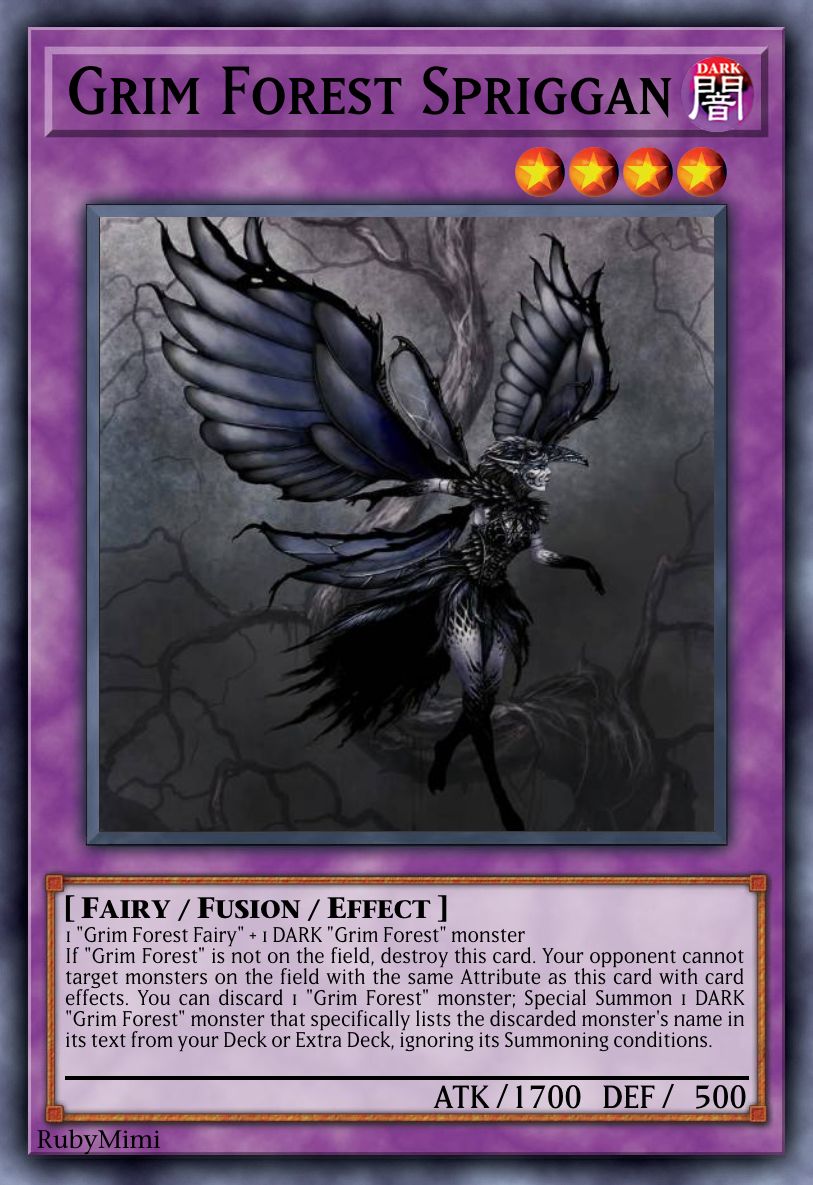 Grim Forest Spriggan
DARK
闇
[ Fairy / Fusion / Effect ]
1 "Grim Forest Fairy" + 1 DARK "Grim Forest" monster
If "Grim Forest" is not on the field, destroy this card. Your opponent cannot
target monsters on the field with the same Attribute as this card with card
effects. You can discard 1 "Grim Forest" monster; Special Summon 1 DARK
"Grim Forest" monster that specifically lists the discarded monster's name in
its text from your Deck or Extra Deck, ignoring its Summoning conditions.
ATK / 1700 DEF / 500
RubyMimi